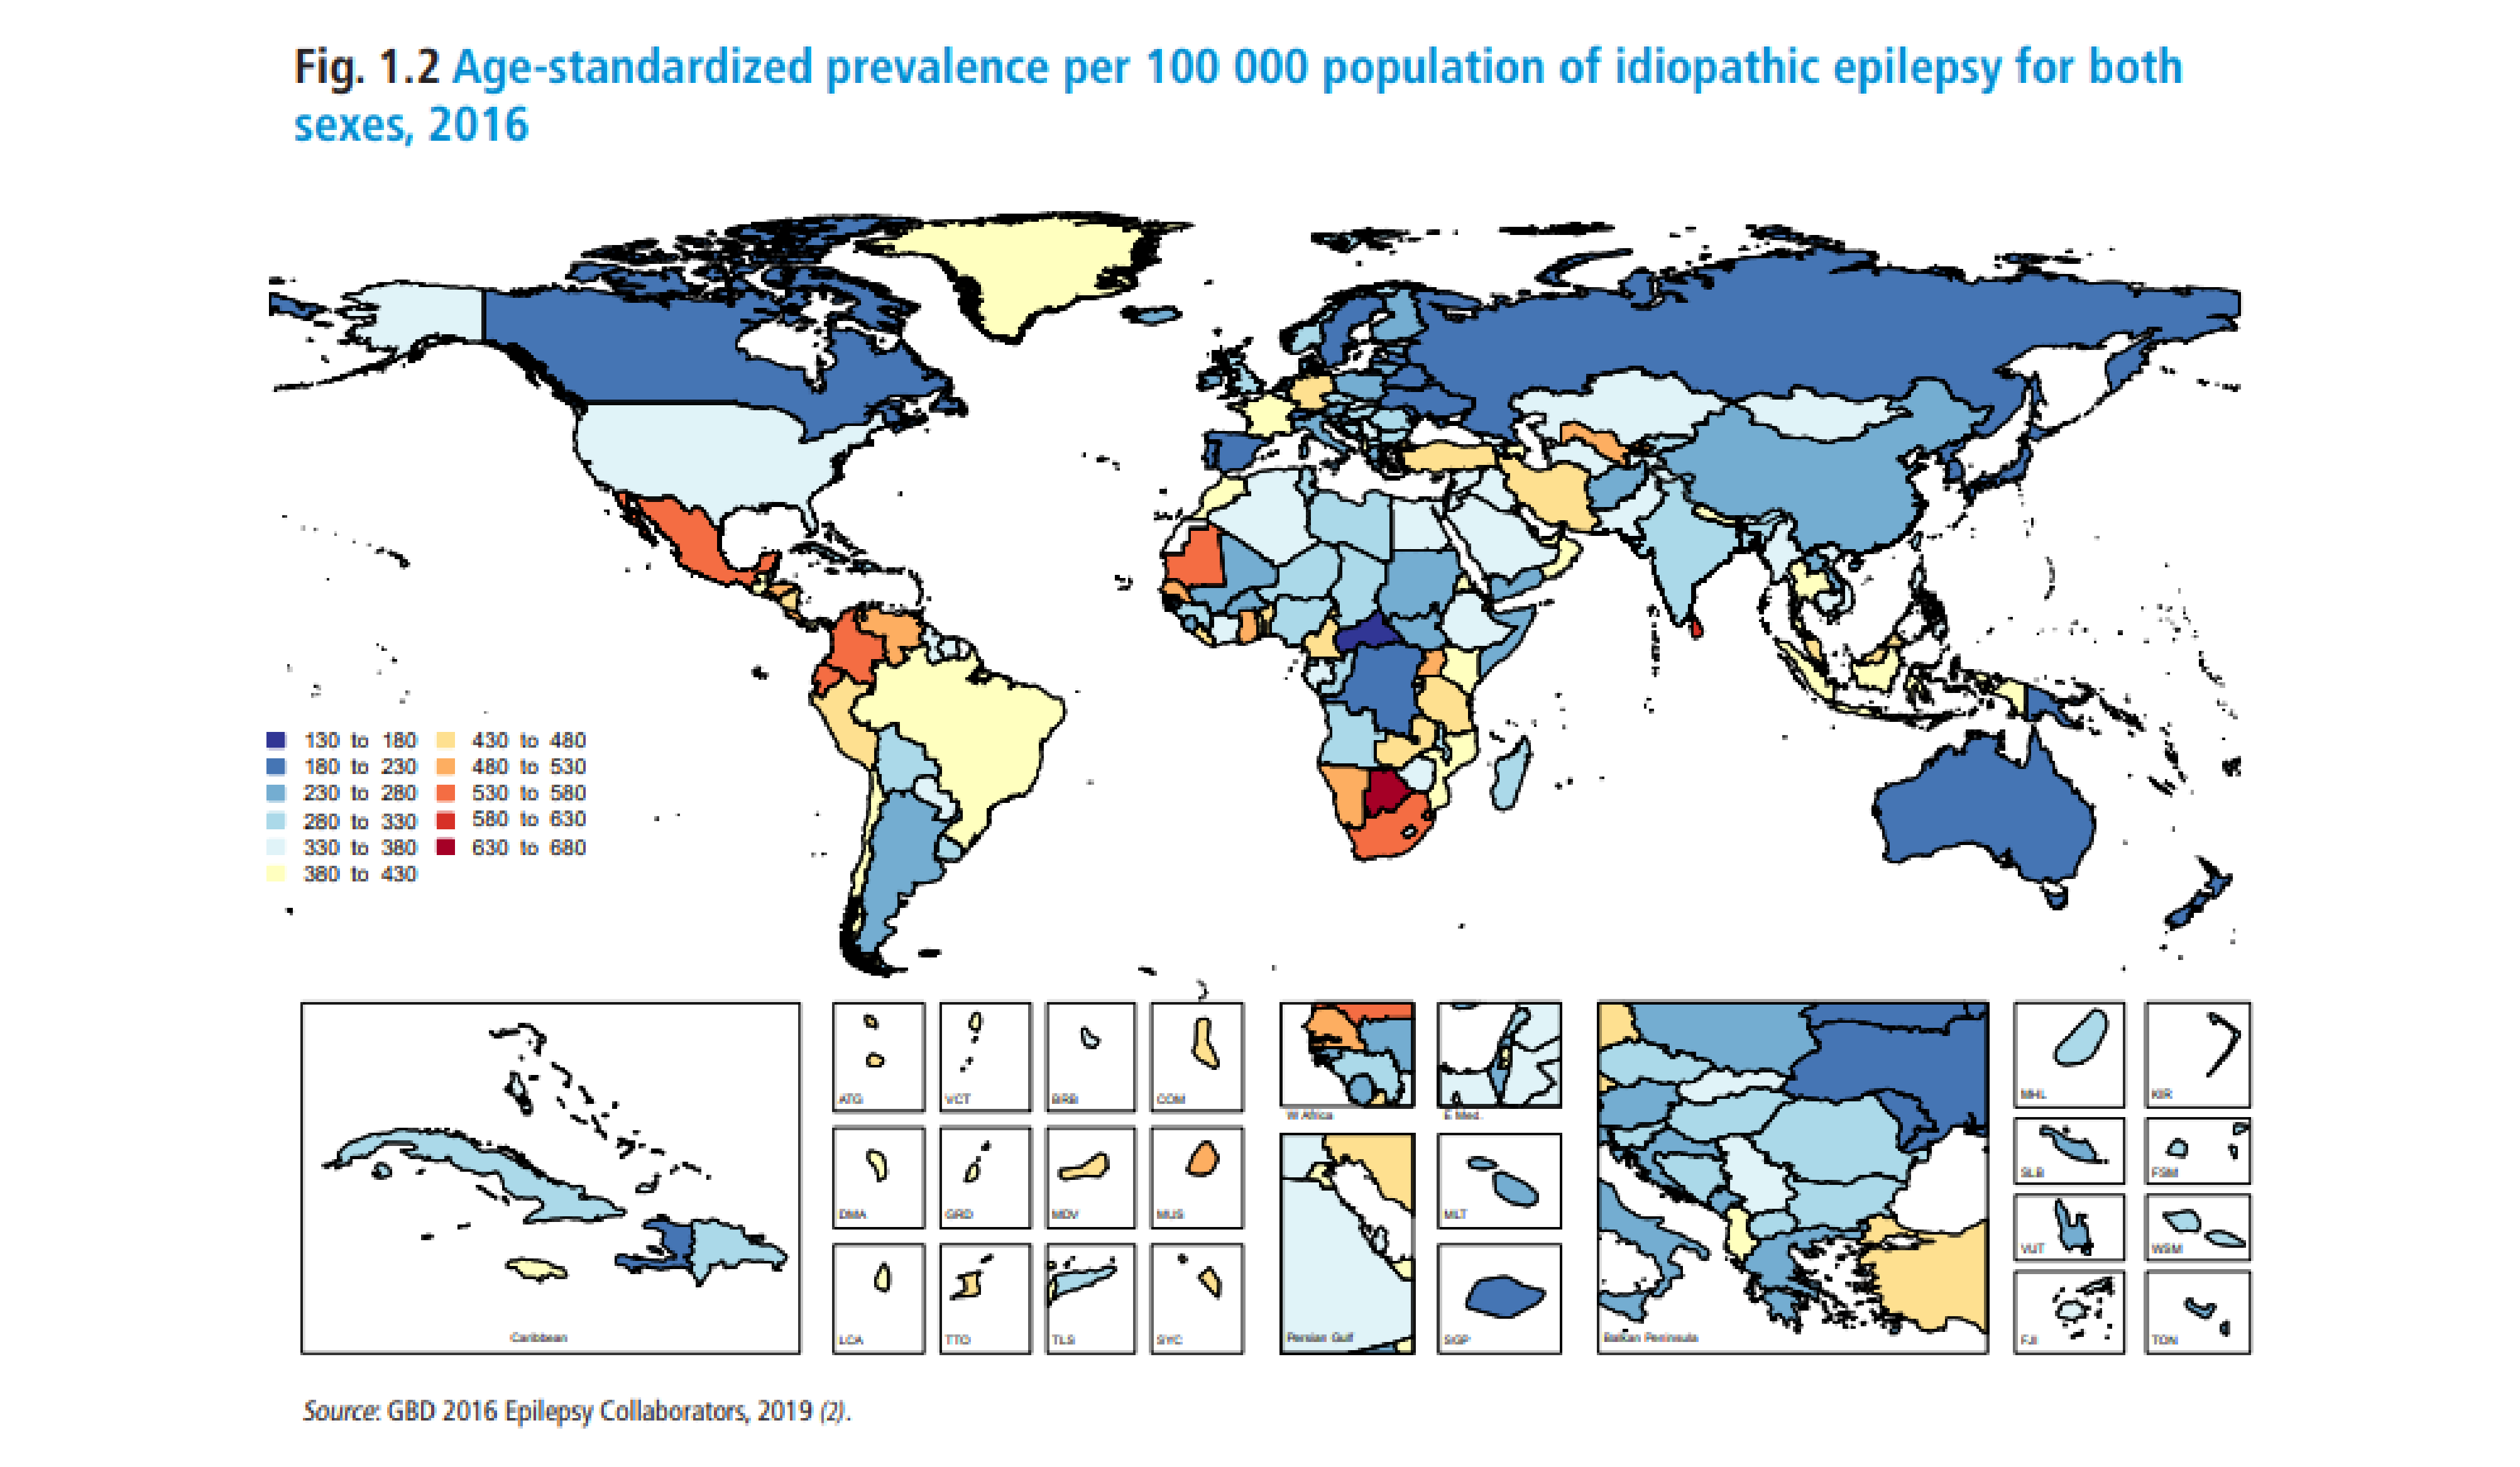 Fig. 1.2 Age-standardized prevalence per 100 000 population of idiopathic epilepsy for both
sexes, 2016
130 to 180
180 to 230
230 to 280
280 to 330
330 to 380
380 to 430
430 to 480
480 to 530
530 to 580
580 to 630
630 to 680
Caribbean
ATG
VCT
BRB
COM
DMA
GRD
MDV
MUS
LCA
TTO
TLS
SYC
W Africa
E Med.
Persian Gulf
MLT
SGP
Balkan Peninsula
MHL
KIR
SLB
FSM
VUT
WSM
FJI
TON
Source: GBD 2016 Epilepsy Collaborators, 2019 (2).